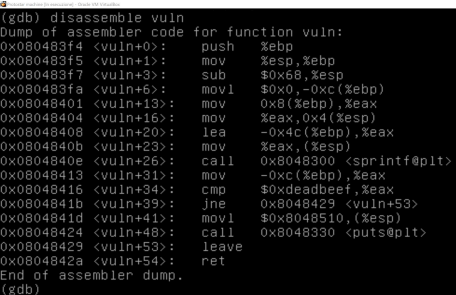 (gdb) disassemble vuln
Dump of assembler code for function vuln:
0x080483f4 <vuln+0>: push %ebp
0x080483f5 <vuln+1>: mov %esp,%ebp
0x080483f7 <vuln+3>: sub $0x68,%esp
0x080483fa <vuln+6>: movl $0x0,-0xc(%ebp)
0x08048401 <vuln+13>: mov 0x8(%ebp),%eax
0x08048404 <vuln+16>: mov %eax,0x4(%esp)
0x08048408 <vuln+20>: lea -0x4c(%ebp),%eax
0x0804840b <vuln+23>: mov %eax,(%esp)
0x0804840e <vuln+26>: call 0x8048300 <sprintf@plt>
0x08048413 <vuln+31>: mov -0xc(%ebp),%eax
0x08048416 <vuln+34>: cmp $0xdeadbeef,%eax
0x0804841b <vuln+39>: jne 0x8048429 <vuln+53>
0x0804841d <vuln+41>: movl $0x8048510,(%esp)
0x08048424 <vuln+48>: call 0x8048330 <puts@plt>
0x08048429 <vuln+53>: leave
0x0804842a <vuln+54>: ret
End of assembler dump.
(gdb)